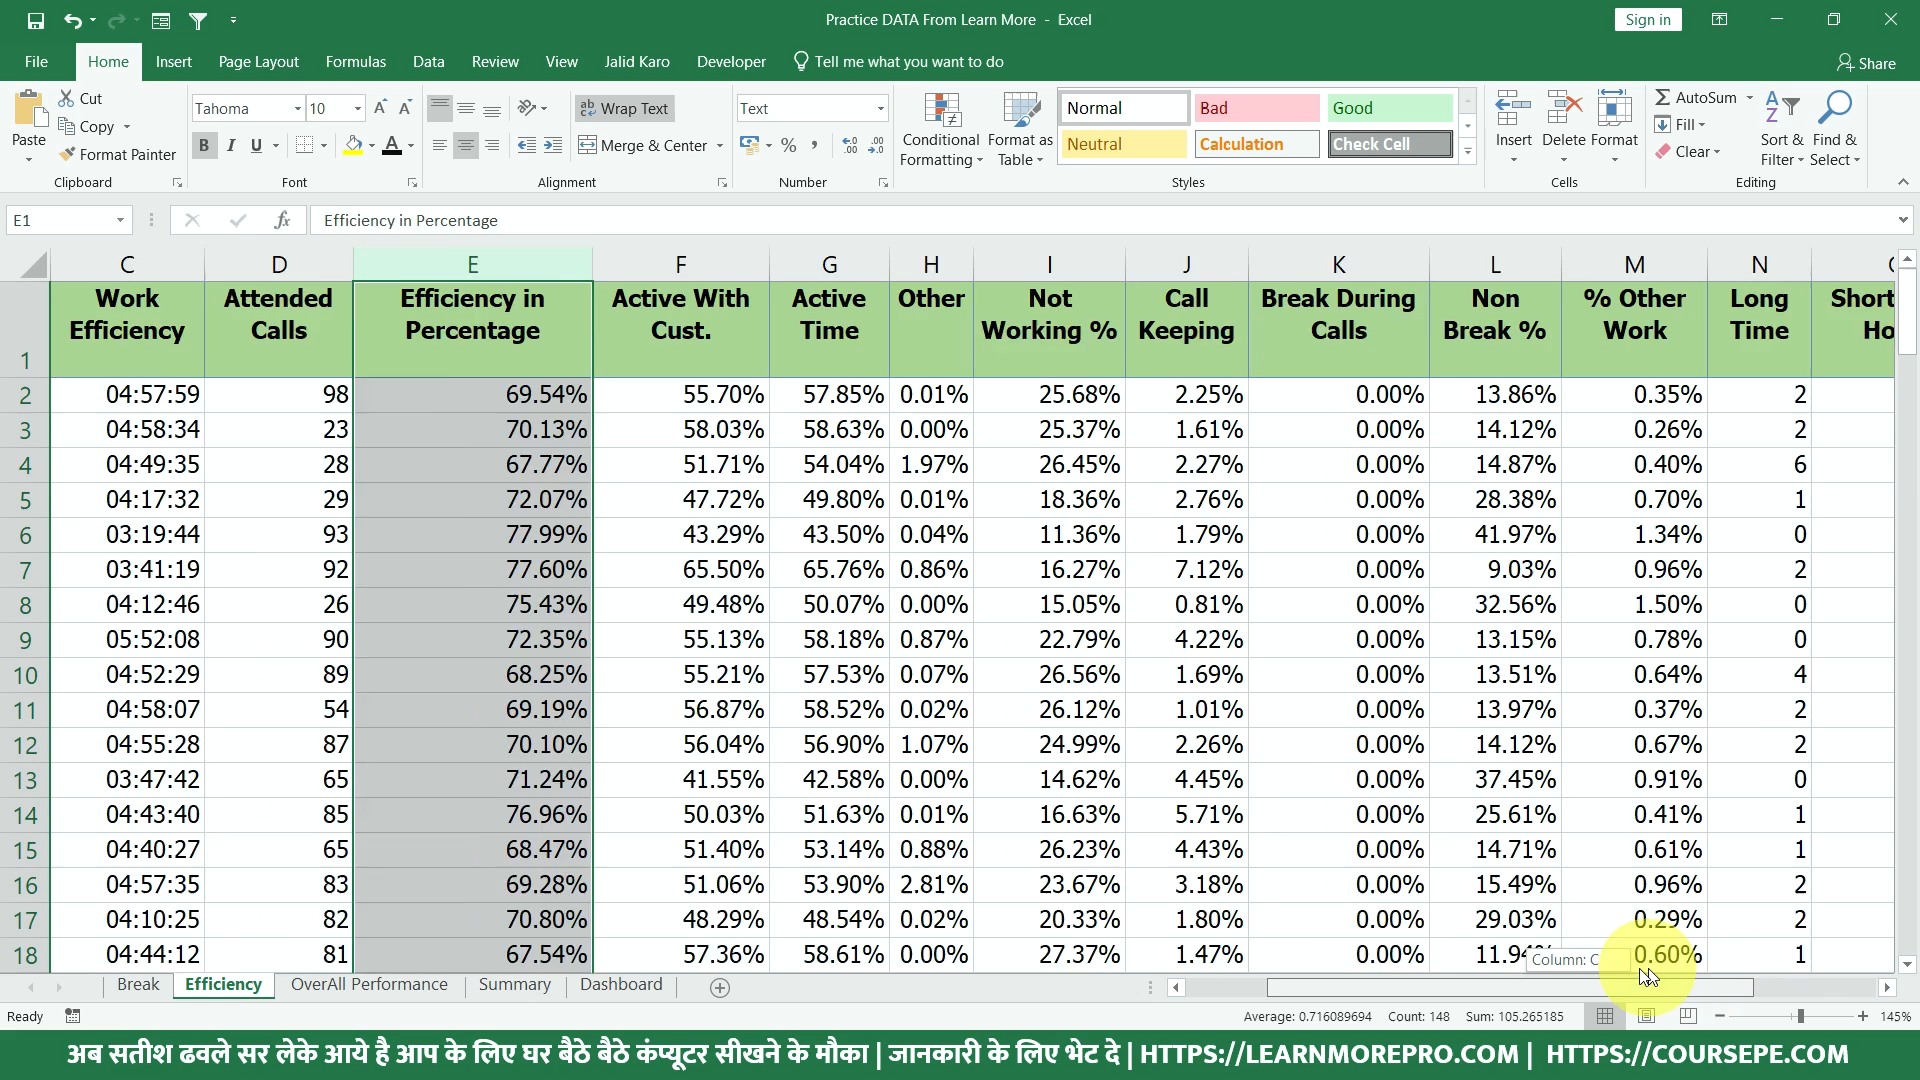 Practice DATA From Learn More - Excel
Sign in
File Home Insert Page Layout Formulas Data Review View Jalid Karo Developer Tell me what you want to do Share
Paste Cut Copy Format Painter Clipboard
Tahoma 10 B I U A Font
Wrap Text Merge & Center Alignment
Text % , Number
Conditional Formatting Format as Table
Normal Bad Good
Neutral Calculation Check Cell
Styles
Insert Delete Format Cells
AutoSum Fill Clear Sort & Filter Find & Select Editing
E1 fx Efficiency in Percentage
C D E F G H I J K L M N
1 Work Efficiency Attended Calls Efficiency in Percentage Active With Cust. Active Time Other Not Working % Call Keeping Break During Calls Non Break % % Other Work Long Time Short Ho
2 04:57:59 98 69.54% 55.70% 57.85% 0.01% 25.68% 2.25% 0.00% 13.86% 0.35% 2
3 04:58:34 23 70.13% 58.03% 58.63% 0.00% 25.37% 1.61% 0.00% 14.12% 0.26% 2
4 04:49:35 28 67.77% 51.71% 54.04% 1.97% 26.45% 2.27% 0.00% 14.87% 0.40% 6
5 04:17:32 29 72.07% 47.72% 49.80% 0.01% 18.36% 2.76% 0.00% 28.38% 0.70% 1
6 03:19:44 93 77.99% 43.29% 43.50% 0.04% 11.36% 1.79% 0.00% 41.97% 1.34% 0
7 03:41:19 92 77.60% 65.50% 65.76% 0.86% 16.27% 7.12% 0.00% 9.03% 0.96% 2
8 04:12:46 26 75.43% 49.48% 50.07% 0.00% 15.05% 0.81% 0.00% 32.56% 1.50% 0
9 05:52:08 90 72.35% 55.13% 58.18% 0.87% 22.79% 4.22% 0.00% 13.15% 0.78% 0
10 04:52:29 89 68.25% 55.21% 57.53% 0.07% 26.56% 1.69% 0.00% 13.51% 0.64% 4
11 04:58:07 54 69.19% 56.87% 58.52% 0.02% 26.12% 1.01% 0.00% 13.97% 0.37% 2
12 04:55:28 87 70.10% 56.04% 56.90% 1.07% 24.99% 2.26% 0.00% 14.12% 0.67% 2
13 03:47:42 65 71.24% 41.55% 42.58% 0.00% 14.62% 4.45% 0.00% 37.45% 0.91% 0
14 04:43:40 85 76.96% 50.03% 51.63% 0.01% 16.63% 5.71% 0.00% 25.61% 0.41% 1
15 04:40:27 65 68.47% 51.40% 53.14% 0.88% 26.23% 4.43% 0.00% 14.71% 0.61% 1
16 04:57:35 83 69.28% 51.06% 53.90% 2.81% 23.67% 3.18% 0.00% 15.49% 0.96% 2
17 04:10:25 82 70.80% 48.29% 48.54% 0.02% 20.33% 1.80% 0.00% 29.03% 0.29% 2
18 04:44:12 81 67.54% 57.36% 58.61% 0.00% 27.37% 1.47% 0.00% 11.94% 0.60% 1
Column: C
Break Efficiency OverAll Performance Summary Dashboard
Ready Average: 0.716089694 Count: 148 Sum: 105.265185 145%
अब सतीश ढवले सर लेके आये है आप के लिए घर बैठे बैठे कंप्यूटर सीखने के मौका | जानकारी के लिए भेट दे | HTTPS://LEARNMOREPRO.COM | HTTPS://COURSEPE.COM